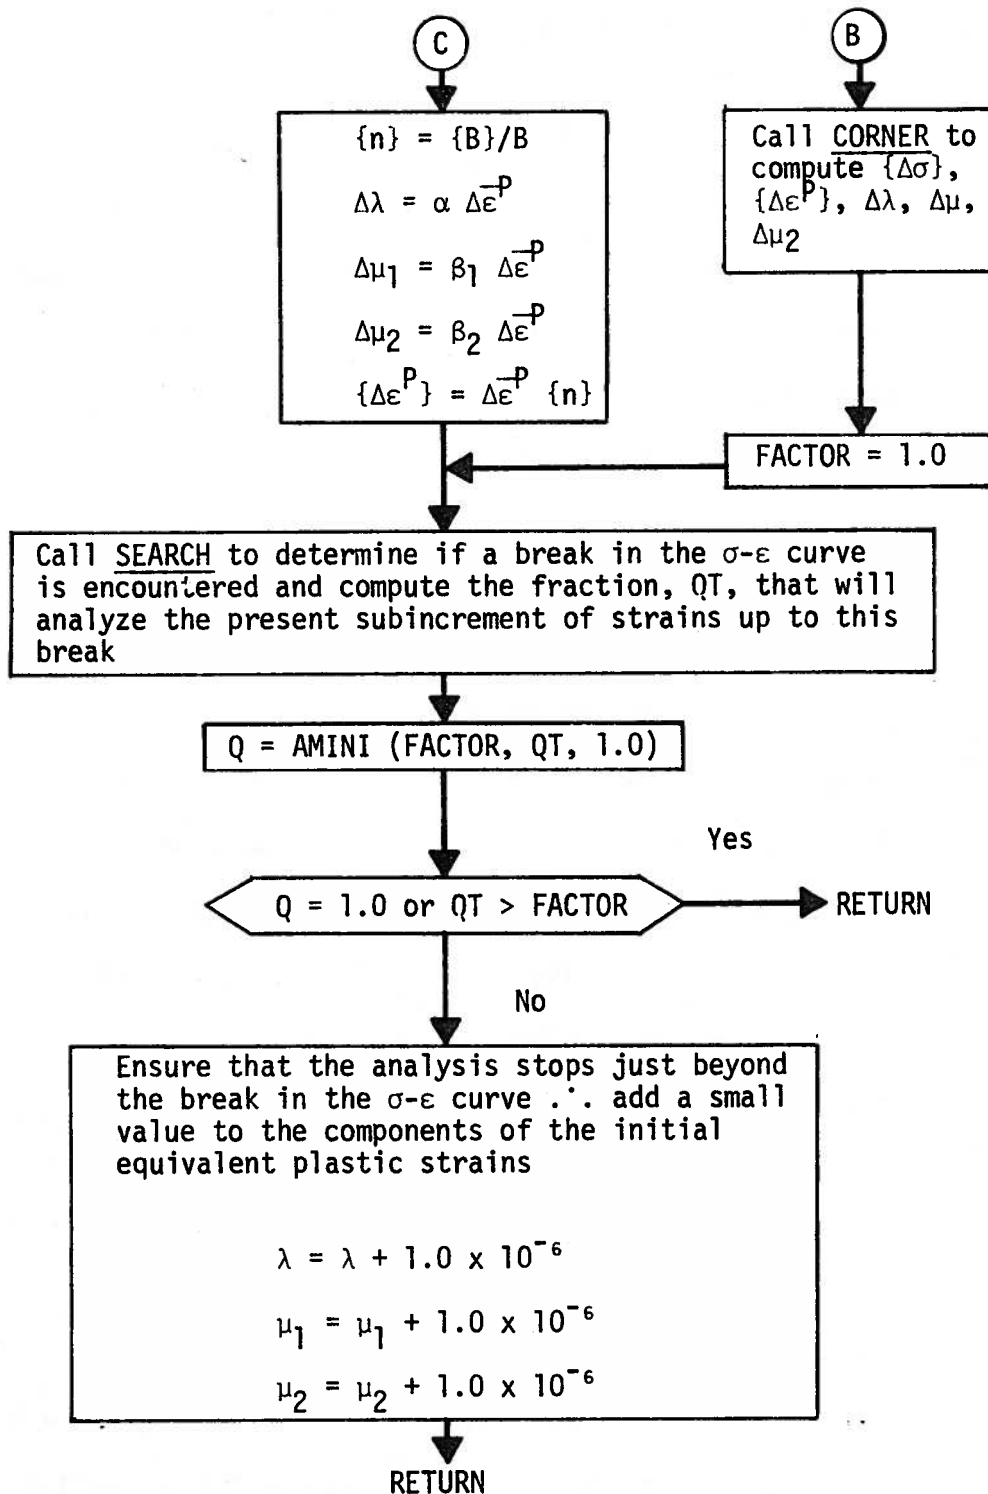 C
{n} = {B}/B
Δλ = α Δε̄ᴾ
Δμ₁ = β₁ Δε̄ᴾ
Δμ₂ = β₂ Δε̄ᴾ
{Δεᴾ} = Δε̄ᴾ {n}
B
Call CORNER to
compute {Δσ},
{Δεᴾ}, Δλ, Δμ,
Δμ₂
FACTOR = 1.0
Call SEARCH to determine if a break in the σ-ε curve
is encountered and compute the fraction, QT, that will
analyze the present subincrement of strains up to this
break
Q = AMINI (FACTOR, QT, 1.0)
Yes
Q = 1.0 or QT > FACTOR
RETURN
No
Ensure that the analysis stops just beyond
the break in the σ-ε curve ∴ add a small
value to the components of the initial
equivalent plastic strains
λ = λ + 1.0 x 10⁻⁶
μ₁ = μ₁ + 1.0 x 10⁻⁶
μ₂ = μ₂ + 1.0 x 10⁻⁶
RETURN